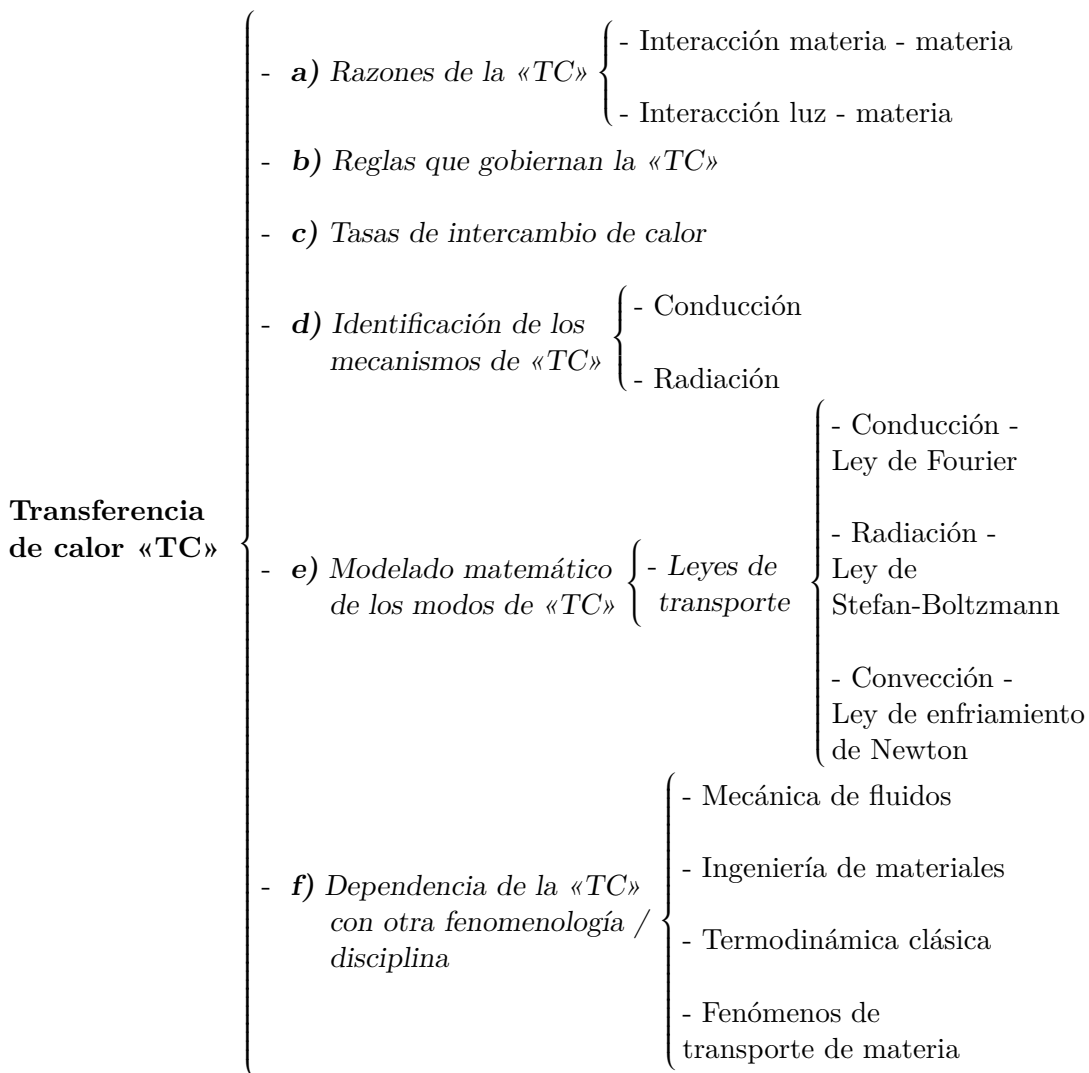 Transferencia
de calor «TC»
- a) Razones de la «TC»
- Interacción materia - materia
- Interacción luz - materia
- b) Reglas que gobiernan la «TC»
- c) Tasas de intercambio de calor
- d) Identificación de los
mecanismos de «TC»
- Conducción
- Radiación
- e) Modelado matemático
de los modos de «TC»
- Leyes de
transporte
- Conducción -
Ley de Fourier
- Radiación -
Ley de
Stefan-Boltzmann
- Convección -
Ley de enfriamiento
de Newton
- f) Dependencia de la «TC»
con otra fenomenología /
disciplina
- Mecánica de fluidos
- Ingeniería de materiales
- Termodinámica clásica
- Fenómenos de
transporte de materia